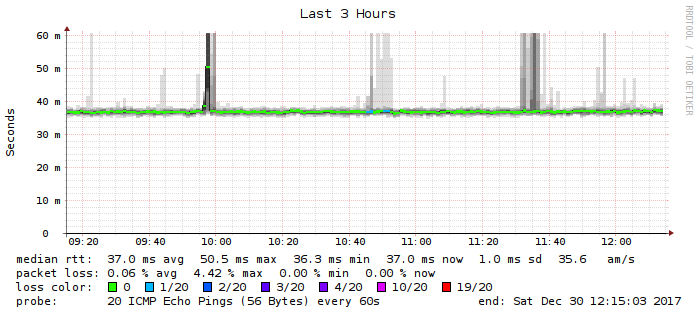 Last 3 Hours
RRDTOOL / TOBI OETIKER
Seconds
60 m
50 m
40 m
30 m
20 m
10 m
0
09:20 09:40 10:00 10:20 10:40 11:00 11:20 11:40 12:00
median rtt: 37.0 ms avg 50.5 ms max 36.3 ms min 37.0 ms now 1.0 ms sd 35.6 am/s
packet loss: 0.06 % avg 4.42 % max 0.00 % min 0.00 % now
loss color: 0 1/20 2/20 3/20 4/20 10/20 19/20
probe: 20 ICMP Echo Pings (56 Bytes) every 60s end: Sat Dec 30 12:15:03 2017